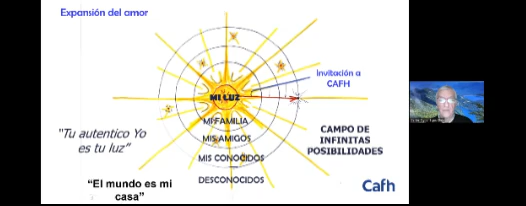 Expansión del amor
Invitación a
CAFH
MI LUZ
MI FAMILIA
MIS AMIGOS
MIS CONOCIDOS
DESCONOCIDOS
"Tu autentico Yo
es tu luz"
CAMPO DE
INFINITAS
POSIBILIDADES
"El mundo es mi
casa"
Cafh